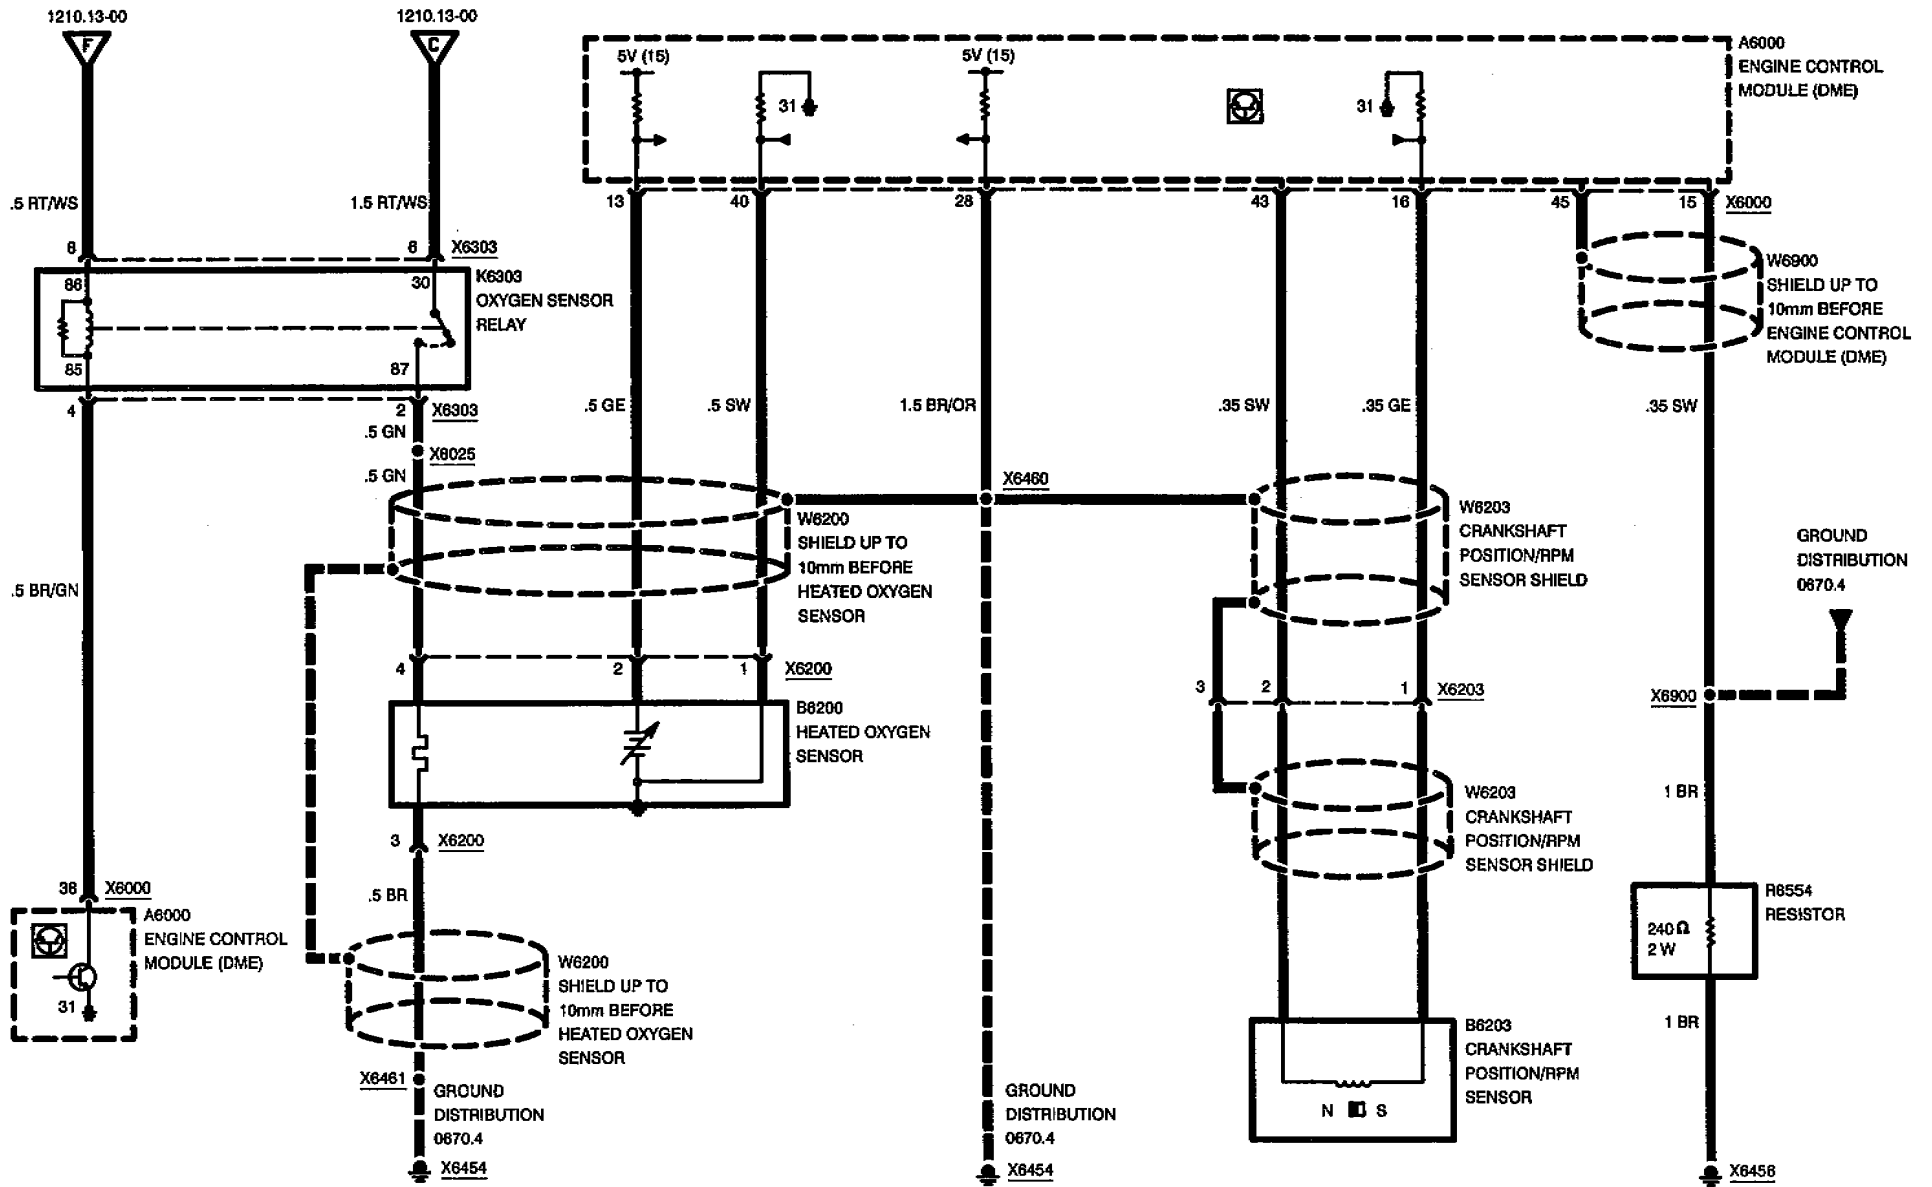 1210.13-00
1210.13-00
F
C
5V (15)
31
5V (15)
31
A6000
ENGINE CONTROL
MODULE (DME)
.5 RT/WS
1.5 RT/WS
13
40
28
43
16
45
15
X6000
8
6
X6303
K6303
OXYGEN SENSOR
RELAY
86
30
85
87
W6900
SHIELD UP TO
10mm BEFORE
ENGINE CONTROL
MODULE (DME)
4
2
X6303
.5 GN
X8025
.5 GN
.5 GE
.5 SW
1.5 BR/OR
.35 SW
.35 GE
.35 SW
X6460
W6200
SHIELD UP TO
10mm BEFORE
HEATED OXYGEN
SENSOR
W6203
CRANKSHAFT
POSITION/RPM
SENSOR SHIELD
GROUND
DISTRIBUTION
0670.4
.5 BR/GN
4
2
1
X6200
3
2
1
X6203
X6900
B6200
HEATED OXYGEN
SENSOR
W6203
CRANKSHAFT
POSITION/RPM
SENSOR SHIELD
1 BR
3
X6200
.5 BR
36
X6000
A6000
ENGINE CONTROL
MODULE (DME)
31
R6554
RESISTOR
240Ω
2 W
W6200
SHIELD UP TO
10mm BEFORE
HEATED OXYGEN
SENSOR
1 BR
B6203
CRANKSHAFT
POSITION/RPM
SENSOR
N
S
X6461
GROUND
DISTRIBUTION
0670.4
X6454
GROUND
DISTRIBUTION
0670.4
X6454
X6456